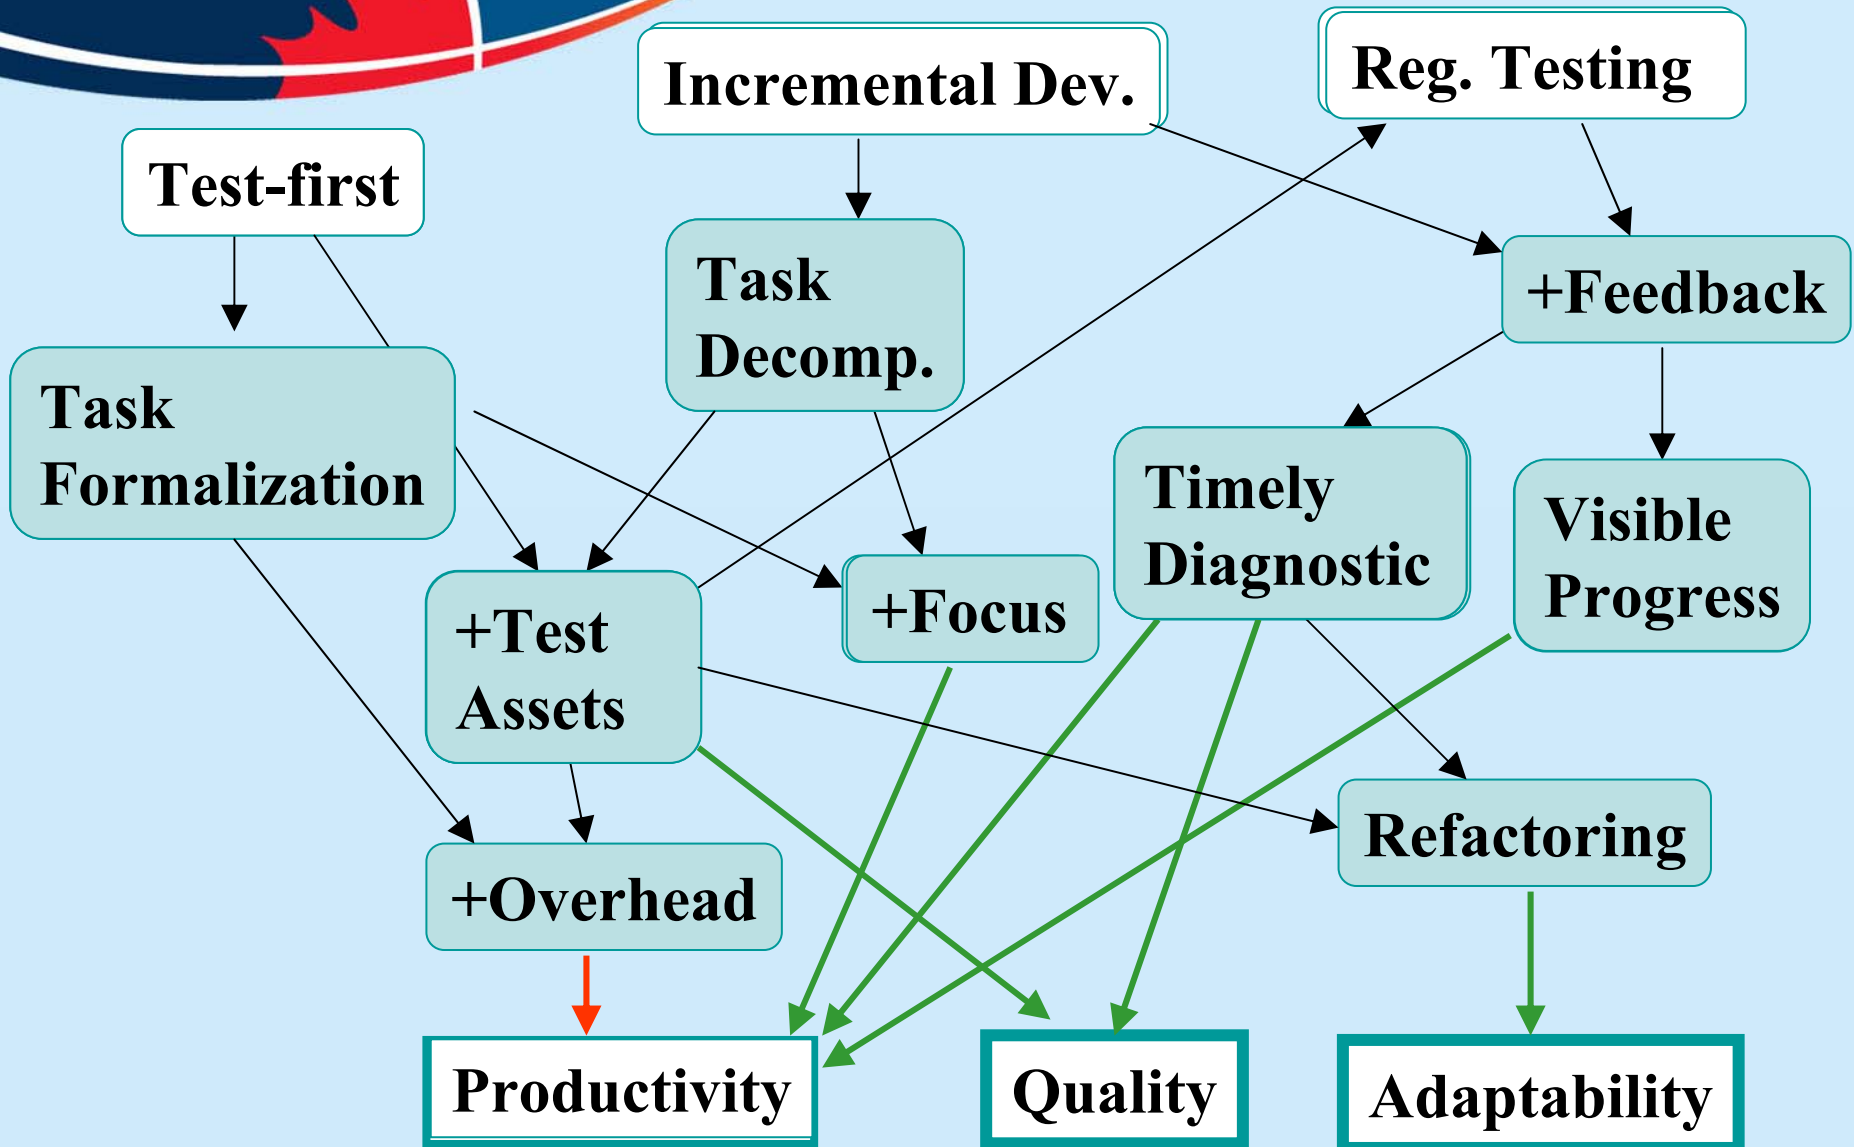 Incremental Dev.
Reg. Testing
Test-first
Task
Decomp.
+Feedback
Task
Formalization
Timely
Diagnostic
Visible
Progress
+Test
Assets
+Focus
Refactoring
+Overhead
Productivity
Quality
Adaptability